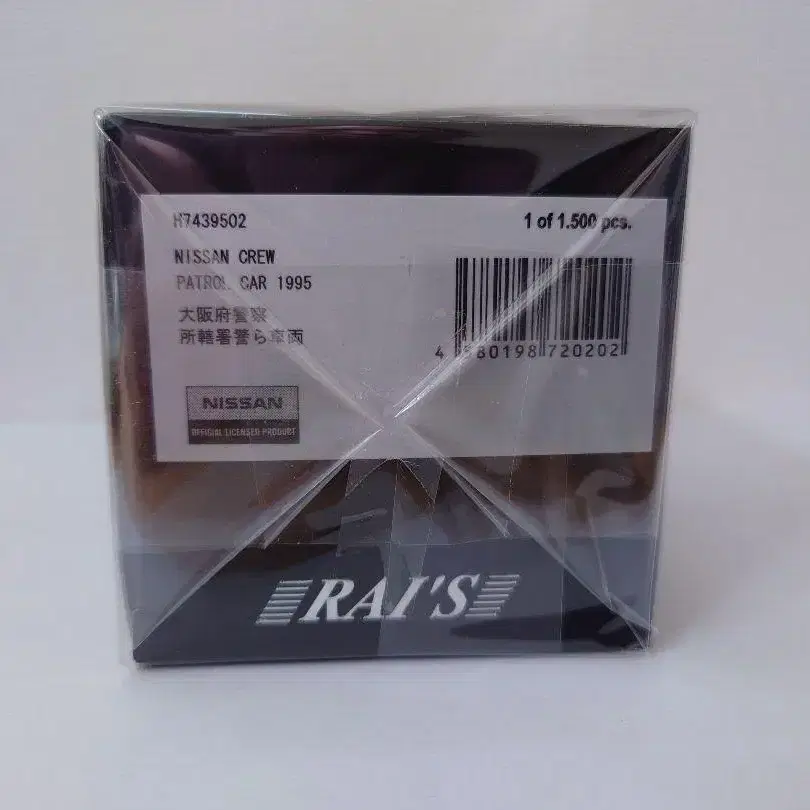 H7439502
1 of 1.500 pcs.
NISSAN CREW
PATROL CAR 1995
大阪府警察
所轄署警ら車両
4 580198 720202
NISSAN
OFFICIAL LICENSED PRODUCT
RAI'S